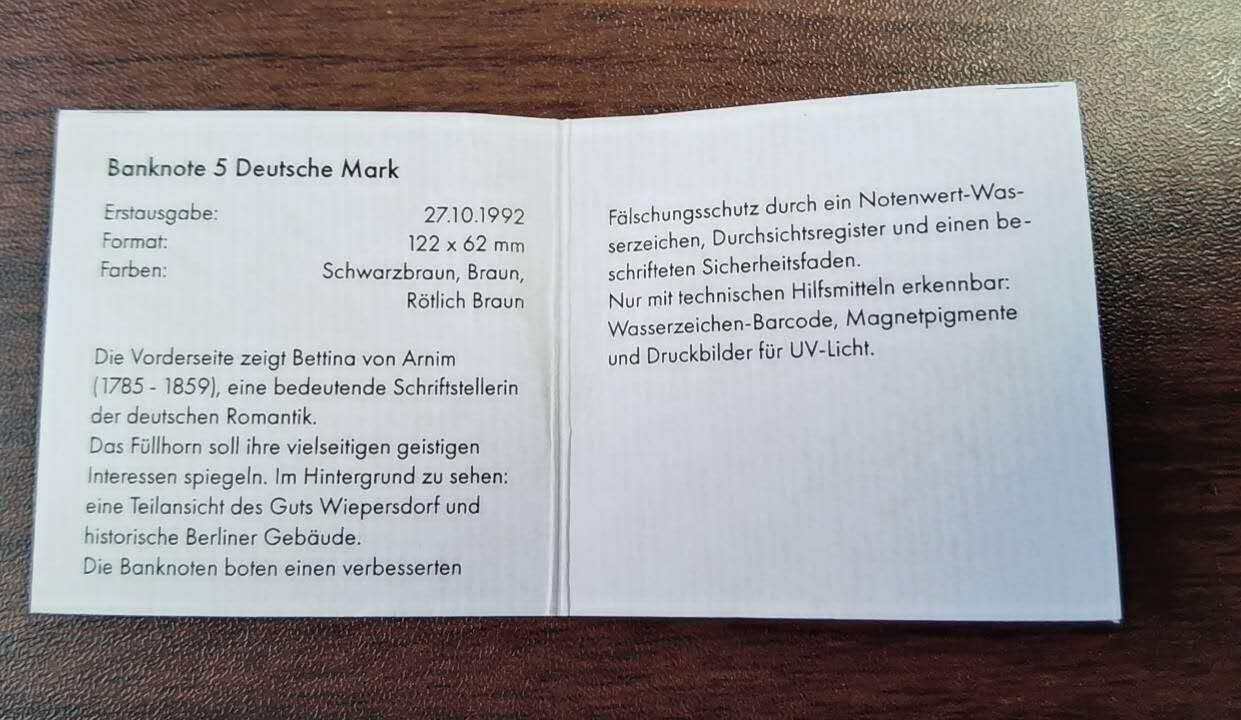 Banknote 5 Deutsche Mark
Erstausgabe: 27.10.1992
Format: 122 x 62 mm
Farben: Schwarzbraun, Braun,
Rötlich Braun
Die Vorderseite zeigt Bettina von Arnim
(1785 - 1859), eine bedeutende Schriftstellerin
der deutschen Romantik.
Das Füllhorn soll ihre vielseitigen geistigen
Interessen spiegeln. Im Hintergrund zu sehen:
eine Teilansicht des Guts Wiepersdorf und
historische Berliner Gebäude.
Die Banknoten boten einen verbesserten
Fälschungsschutz durch ein Notenwert-Was-
serzeichen, Durchsichtsregister und einen be-
schrifteten Sicherheitsfaden.
Nur mit technischen Hilfsmitteln erkennbar:
Wasserzeichen-Barcode, Magnetpigmente
und Druckbilder für UV-Licht.